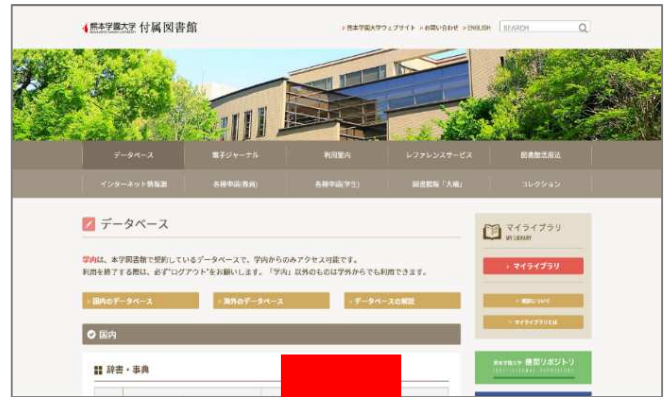 熊本学園大学 付属図書館
熊本学園大学ウェブサイト
お問い合わせ
ENGLISH
SEARCH
データベース
電子ジャーナル
利用案内
レファレンスサービス
図書館活用法
インターネット情報源
各種申請(教員)
各種申請(学生)
図書館報「大楠」
コレクション
データベース
学内は、本学図書館で契約しているデータベースで、学内からのみアクセス可能です。
利用を終了する際は、必ず"ログアウト"をお願いします。「学内」以外のものは学外からでも利用できます。
国内のデータベース
海外のデータベース
データベースの解説
国内
辞書・事典
マイライブラリ
MY LIBRARY
マイライブラリ
マイライブラリとは
熊本学園大学 機関リポジトリ
INSTITUTIONAL REPOSITORY